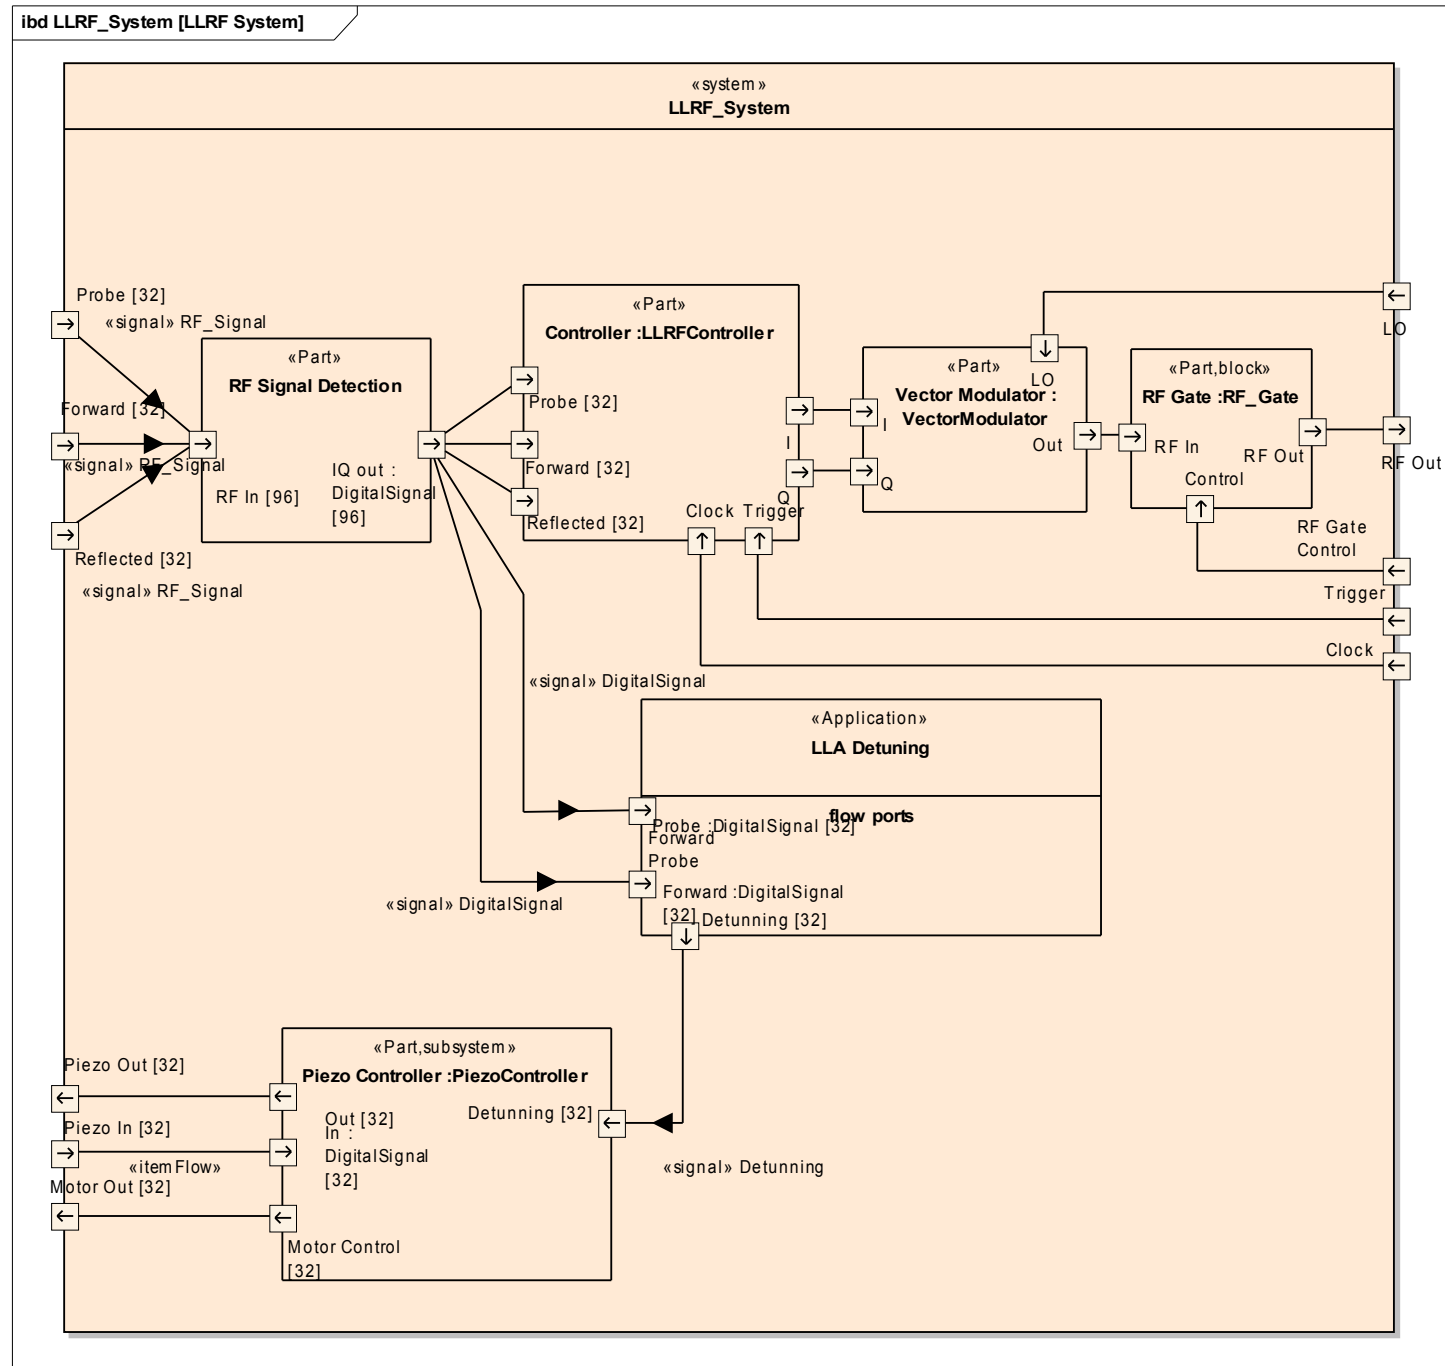 ibd LLRF_System [LLRF System]
«system»
LLRF_System
Probe [32]
«signal» RF_Signal
Forward [32]
«signal» RF_Signal
Reflected [32]
«signal» RF_Signal
«Part»
RF Signal Detection
RF In [96]
IQ out :
DigitalSignal
[96]
«Part»
Controller :LLRFController
Probe [32]
Forward [32]
Reflected [32]
I
Q
Clock
Trigger
«Part»
Vector Modulator :
VectorModulator
LO
I
Q
Out
«Part,block»
RF Gate :RF_Gate
RF In
RF Out
Control
LO
RF Out
RF Gate
Control
Trigger
Clock
«signal» DigitalSignal
«Application»
LLA Detuning
flow ports
Probe :DigitalSignal [32]
Forward
Probe
Forward :DigitalSignal
[32]
Detunning [32]
«signal» DigitalSignal
«Part,subsystem»
Piezo Controller :PiezoController
Out [32]
In :
DigitalSignal
[32]
Detunning [32]
Motor Control
[32]
Piezo Out [32]
Piezo In [32]
«itemFlow»
Motor Out [32]
«signal» Detunning